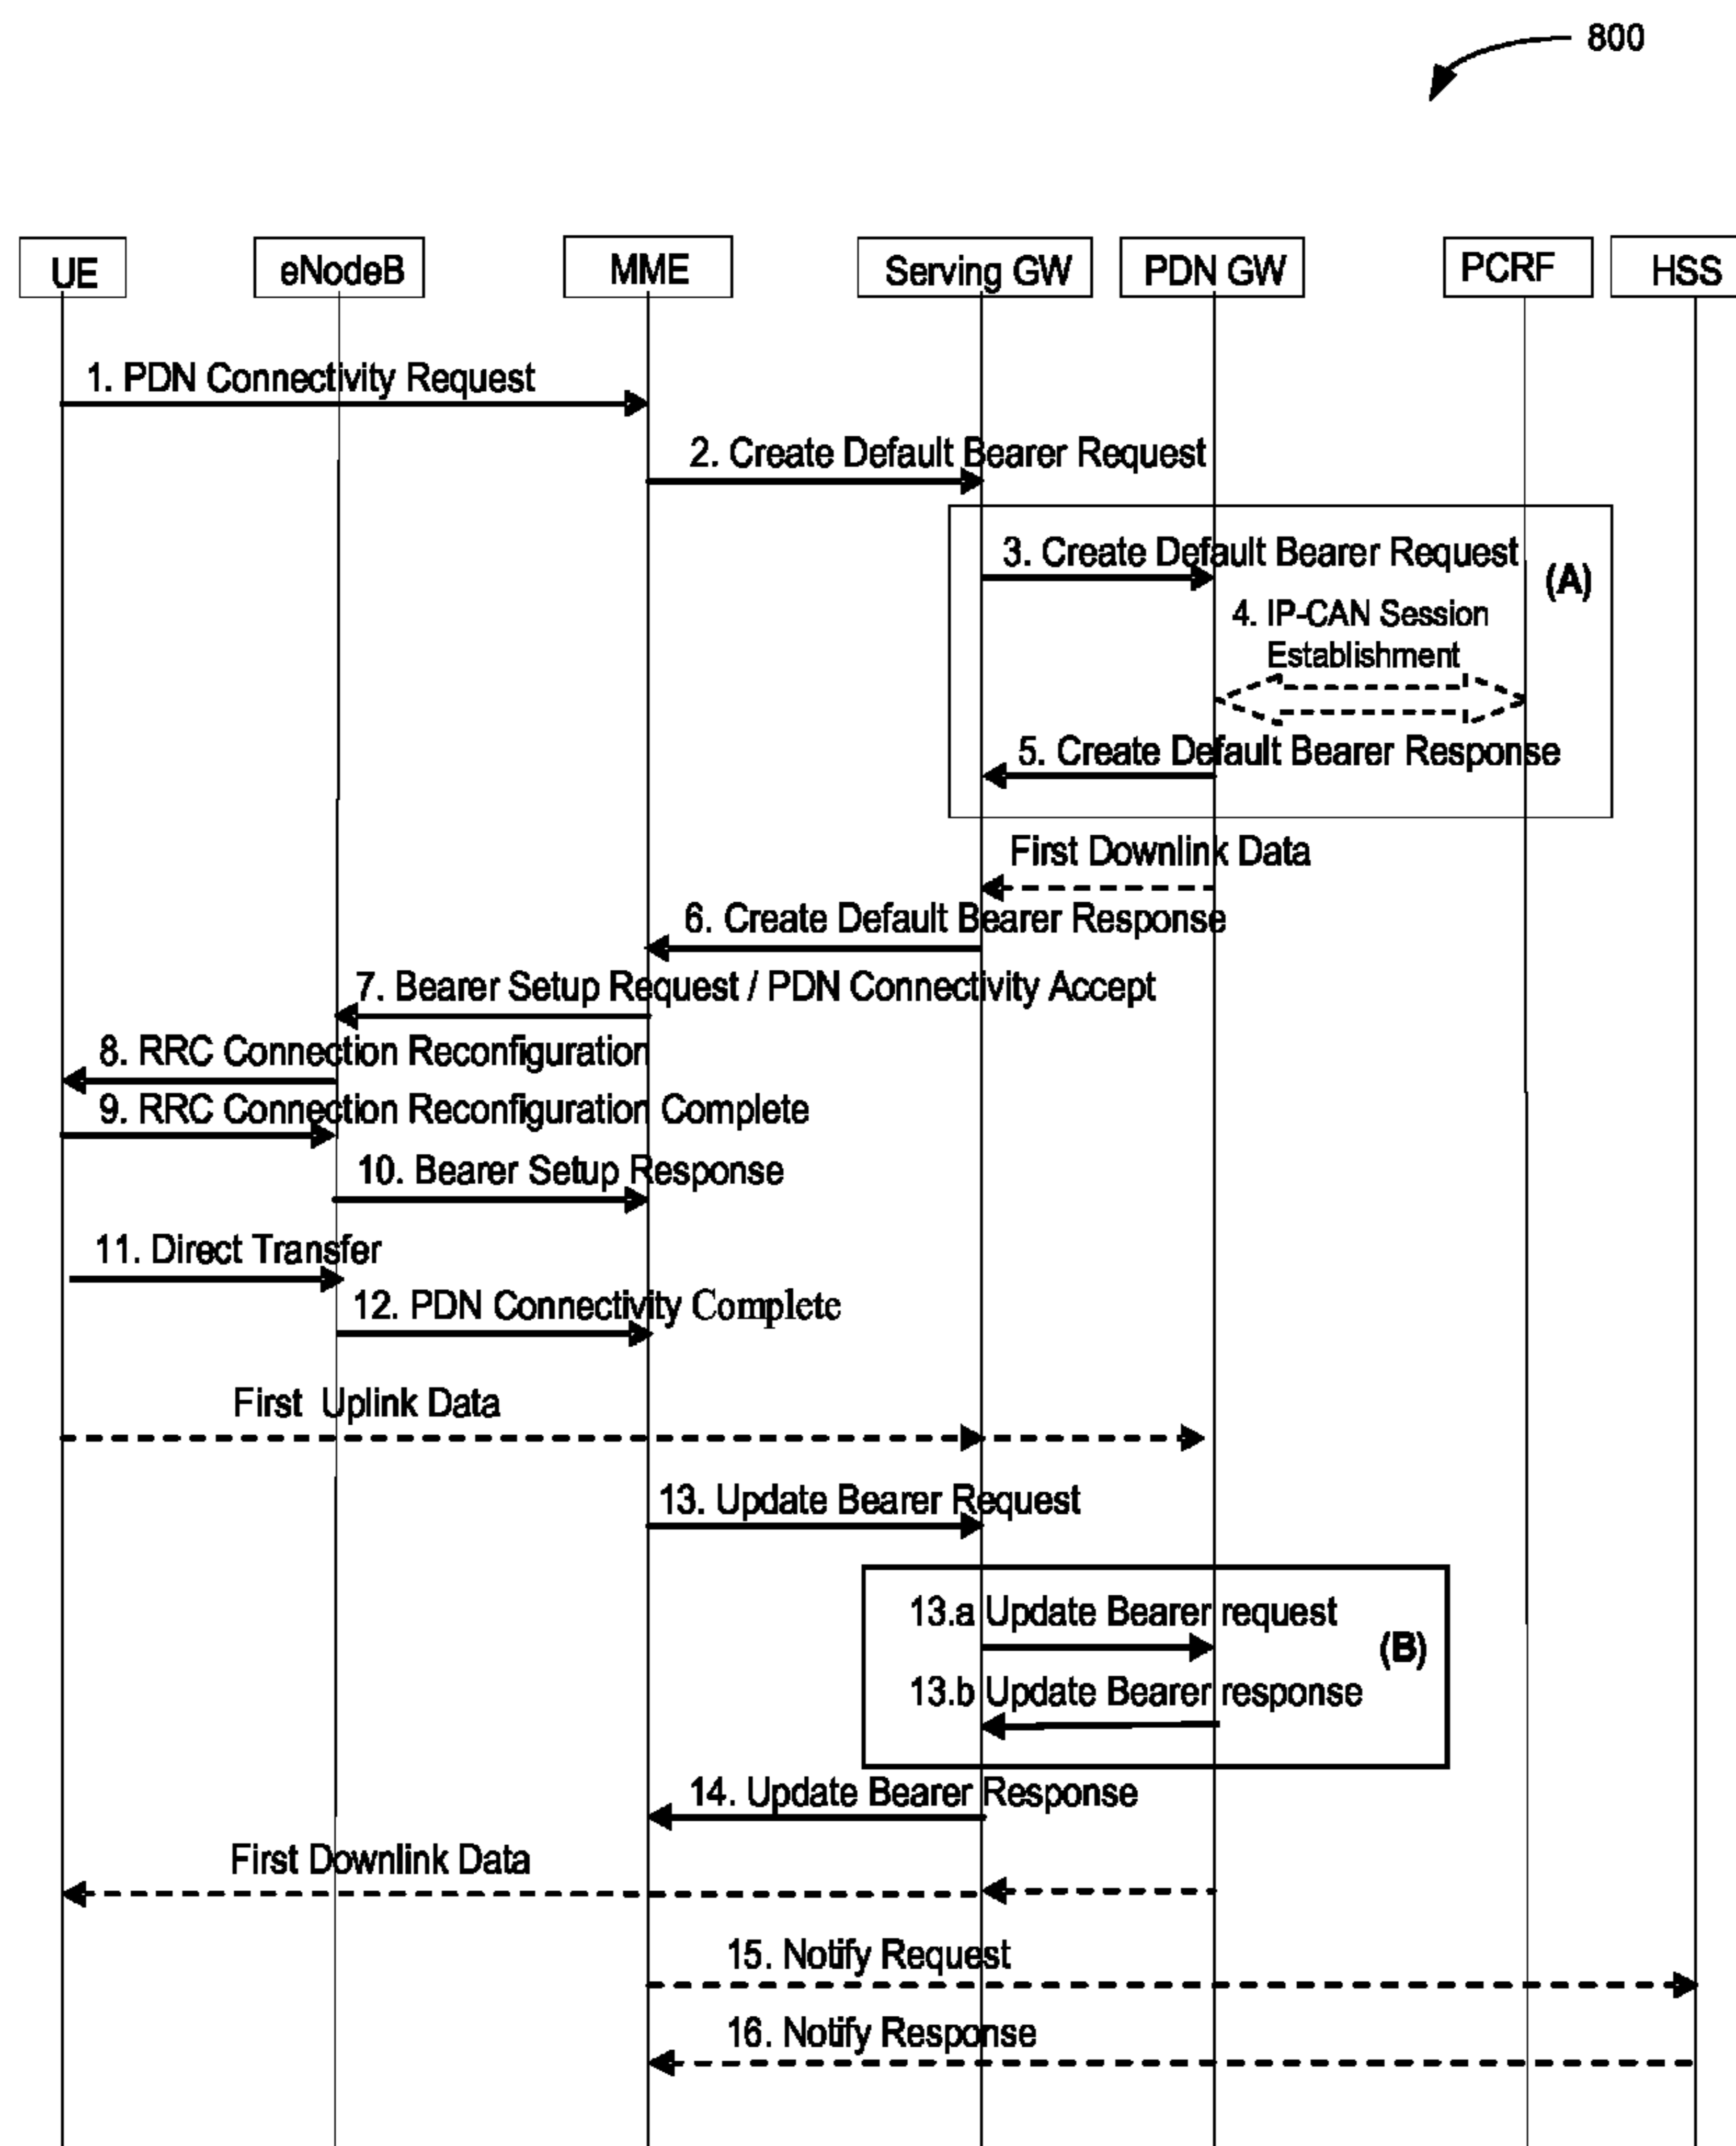 800
UE
eNodeB
MME
Serving GW
PDN GW
PCRF
HSS
1. PDN Connectivity Request
2. Create Default Bearer Request
3. Create Default Bearer Request
(A)
4. IP-CAN Session
Establishment
5. Create Default Bearer Response
First Downlink Data
6. Create Default Bearer Response
7. Bearer Setup Request / PDN Connectivity Accept
8. RRC Connection Reconfiguration
9. RRC Connection Reconfiguration Complete
10. Bearer Setup Response
11. Direct Transfer
12. PDN Connectivity Complete
First Uplink Data
13. Update Bearer Request
13.a Update Bearer request
(B)
13.b Update Bearer response
14. Update Bearer Response
First Downlink Data
15. Notify Request
16. Notify Response